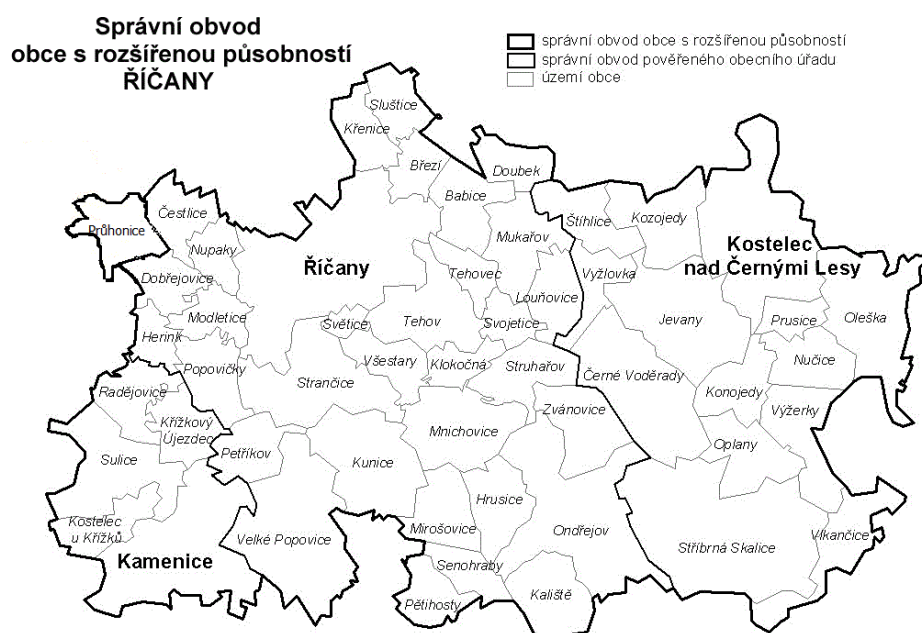 Správní obvod
obce s rozšířenou působností
ŘÍČANY
správní obvod obce s rozšířenou působností
správní obvod pověřeného obecního úřadu
území obce
Sluštice
Křenice
Březí
Doubek
Babice
Průhonice
Čestlice
Nupaky
Mukařov
Štíhlice
Kozojedy
Kostelec
nad Černými Lesy
Říčany
Dobřejovice
Tehovec
Louňovice
Vyžlovka
Modletice
Herink
Světice
Tehov
Svojetice
Jevany
Prusice
Oleška
Popovičky
Všestary
Klokočná
Struhařov
Nučice
Strančice
Černé Voděrady
Konojedy
Radějovice
Křížkový
Újezdec
Zvánovice
Výžerky
Mnichovice
Oplany
Sulice
Petříkov
Kunice
Hrusice
Kostelec
u Křížků
Mirošovice
Ondřejov
Kamenice
Velké Popovice
Stříbrná Skalice
Vlkančice
Senohraby
Pětihosty
Kaliště